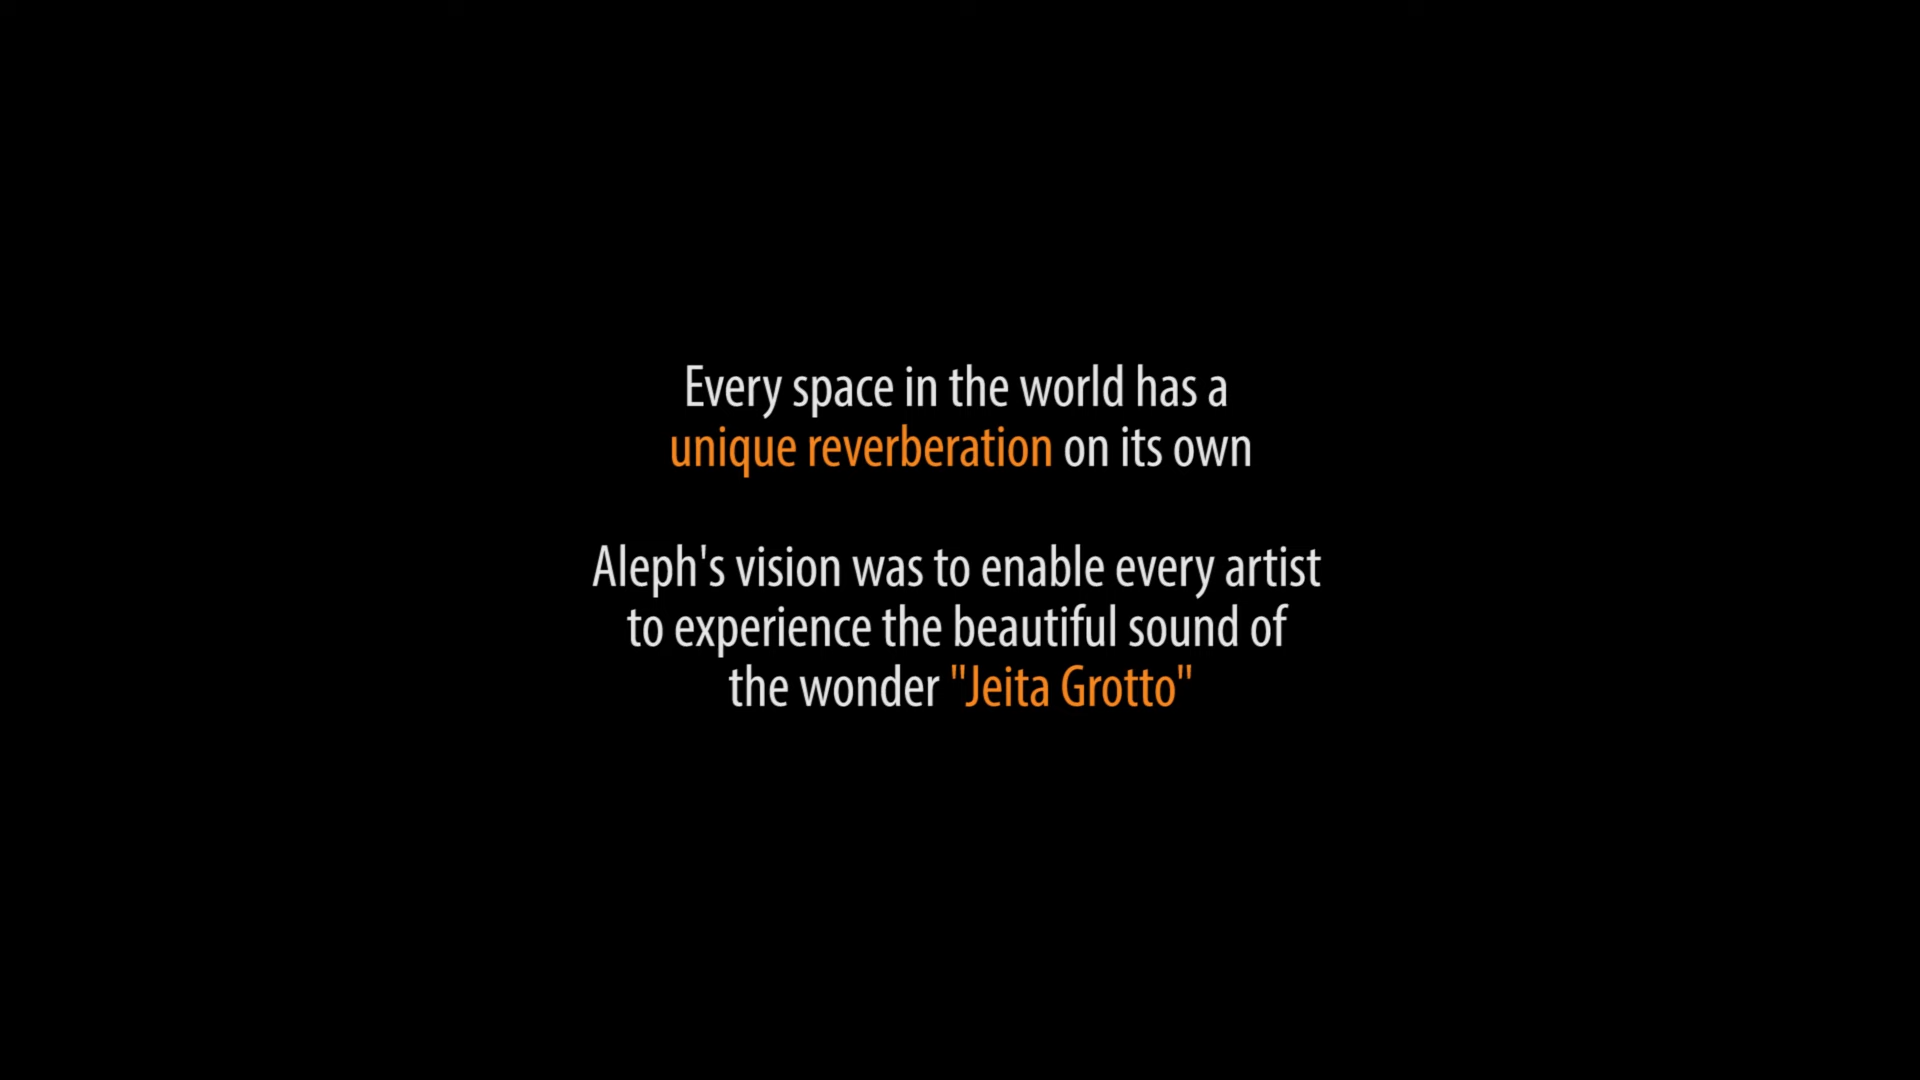 Every space in the world has a
unique reverberation on its own
Aleph's vision was to enable every artist
to experience the beautiful sound of
the wonder "Jeita Grotto"